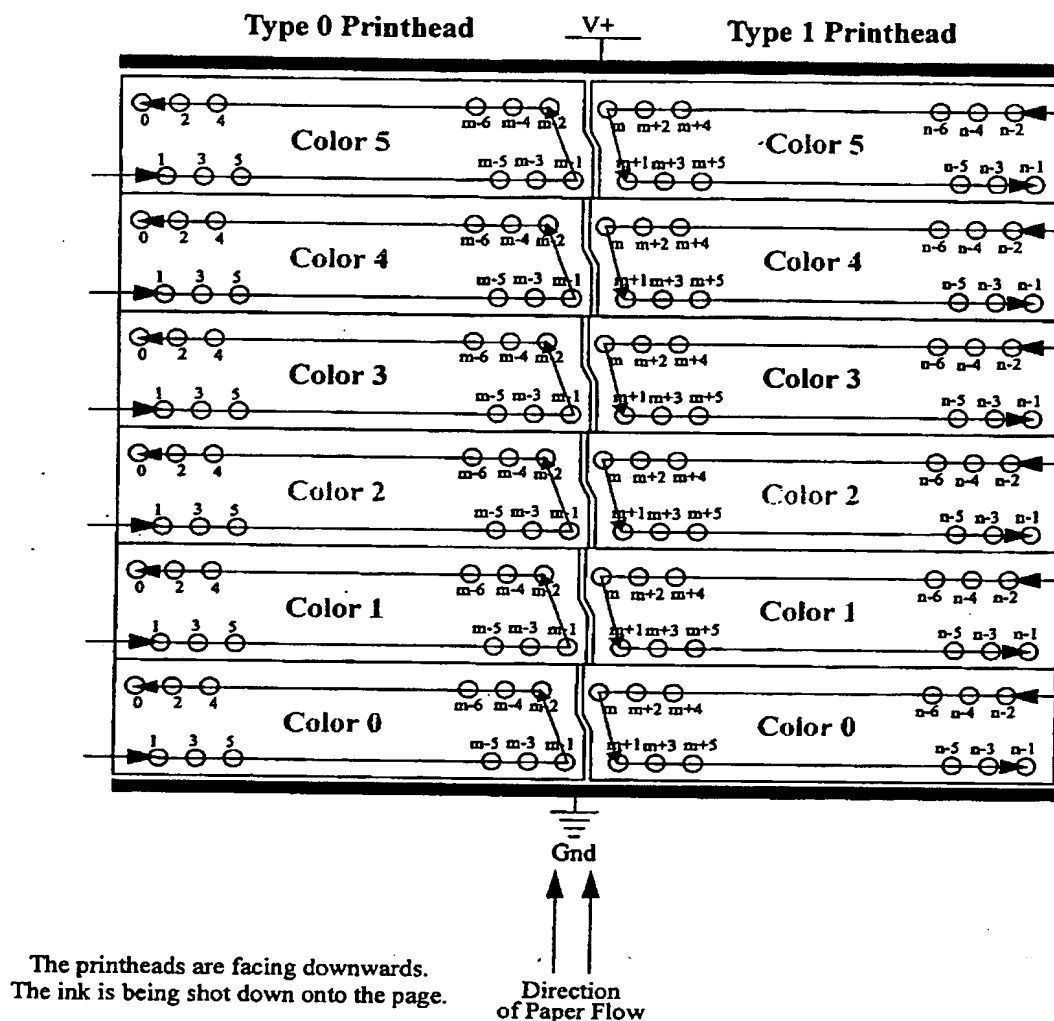 Type 0 Printhead V+ Type 1 Printhead
0 2 4 m-6 m-4 m-2 m m+2 m+4 n-6 n-4 n-2
Color 5 Color 5
1 3 5 m-5 m-3 m-1 m+1 m+3 m+5 n-5 n-3 n-1
0 2 4 m-6 m-4 m-2 m m+2 m+4 n-6 n-4 n-2
Color 4 Color 4
1 3 5 m-5 m-3 m-1 m+1 m+3 m+5 n-5 n-3 n-1
0 2 4 m-6 m-4 m-2 m m+2 m+4 n-6 n-4 n-2
Color 3 Color 3
1 3 5 m-5 m-3 m-1 m+1 m+3 m+5 n-5 n-3 n-1
0 2 4 m-6 m-4 m-2 m m+2 m+4 n-6 n-4 n-2
Color 2 Color 2
1 3 5 m-5 m-3 m-1 m+1 m+3 m+5 n-5 n-3 n-1
0 2 4 m-6 m-4 m-2 m m+2 m+4 n-6 n-4 n-2
Color 1 Color 1
1 3 5 m-5 m-3 m-1 m+1 m+3 m+5 n-5 n-3 n-1
0 2 4 m-6 m-4 m-2 m m+2 m+4 n-6 n-4 n-2
Color 0 Color 0
1 3 5 m-5 m-3 m-1 m+1 m+3 m+5 n-5 n-3 n-1
Gnd
The printheads are facing downwards.
The ink is being shot down onto the page.
Direction
of Paper Flow